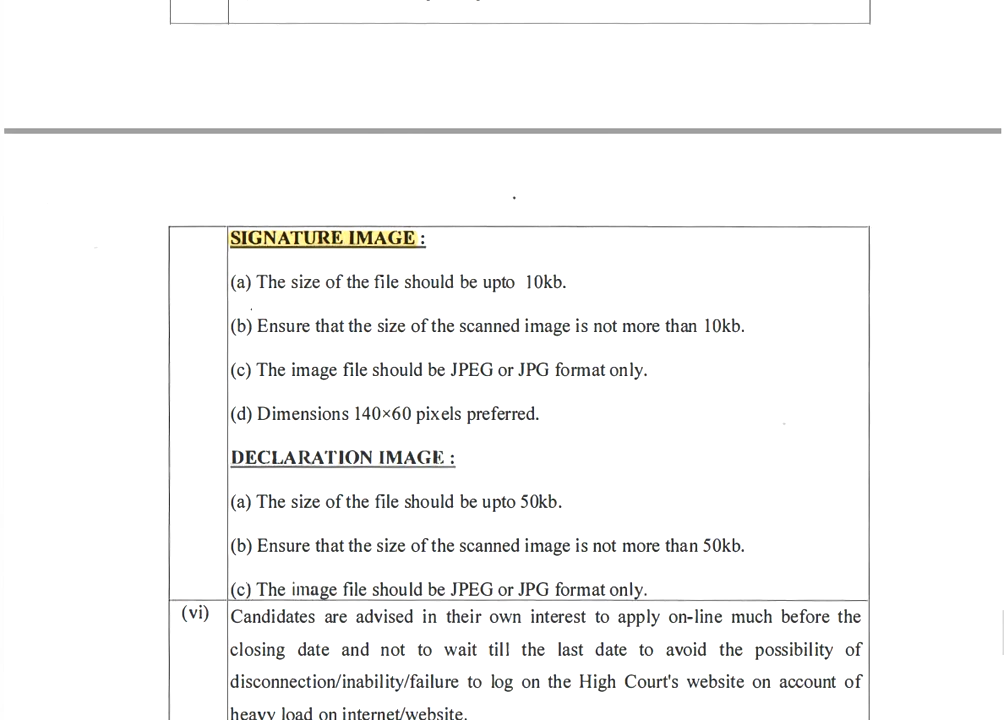 SIGNATURE IMAGE :
(a) The size of the file should be upto 10kb.
(b) Ensure that the size of the scanned image is not more than 10kb.
(c) The image file should be JPEG or JPG format only.
(d) Dimensions 140×60 pixels preferred.
DECLARATION IMAGE :
(a) The size of the file should be upto 50kb.
(b) Ensure that the size of the scanned image is not more than 50kb.
(c) The image file should be JPEG or JPG format only.
(vi) Candidates are advised in their own interest to apply on-line much before the
closing date and not to wait till the last date to avoid the possibility of
disconnection/inability/failure to log on the High Court's website on account of
heavy load on internet/website.